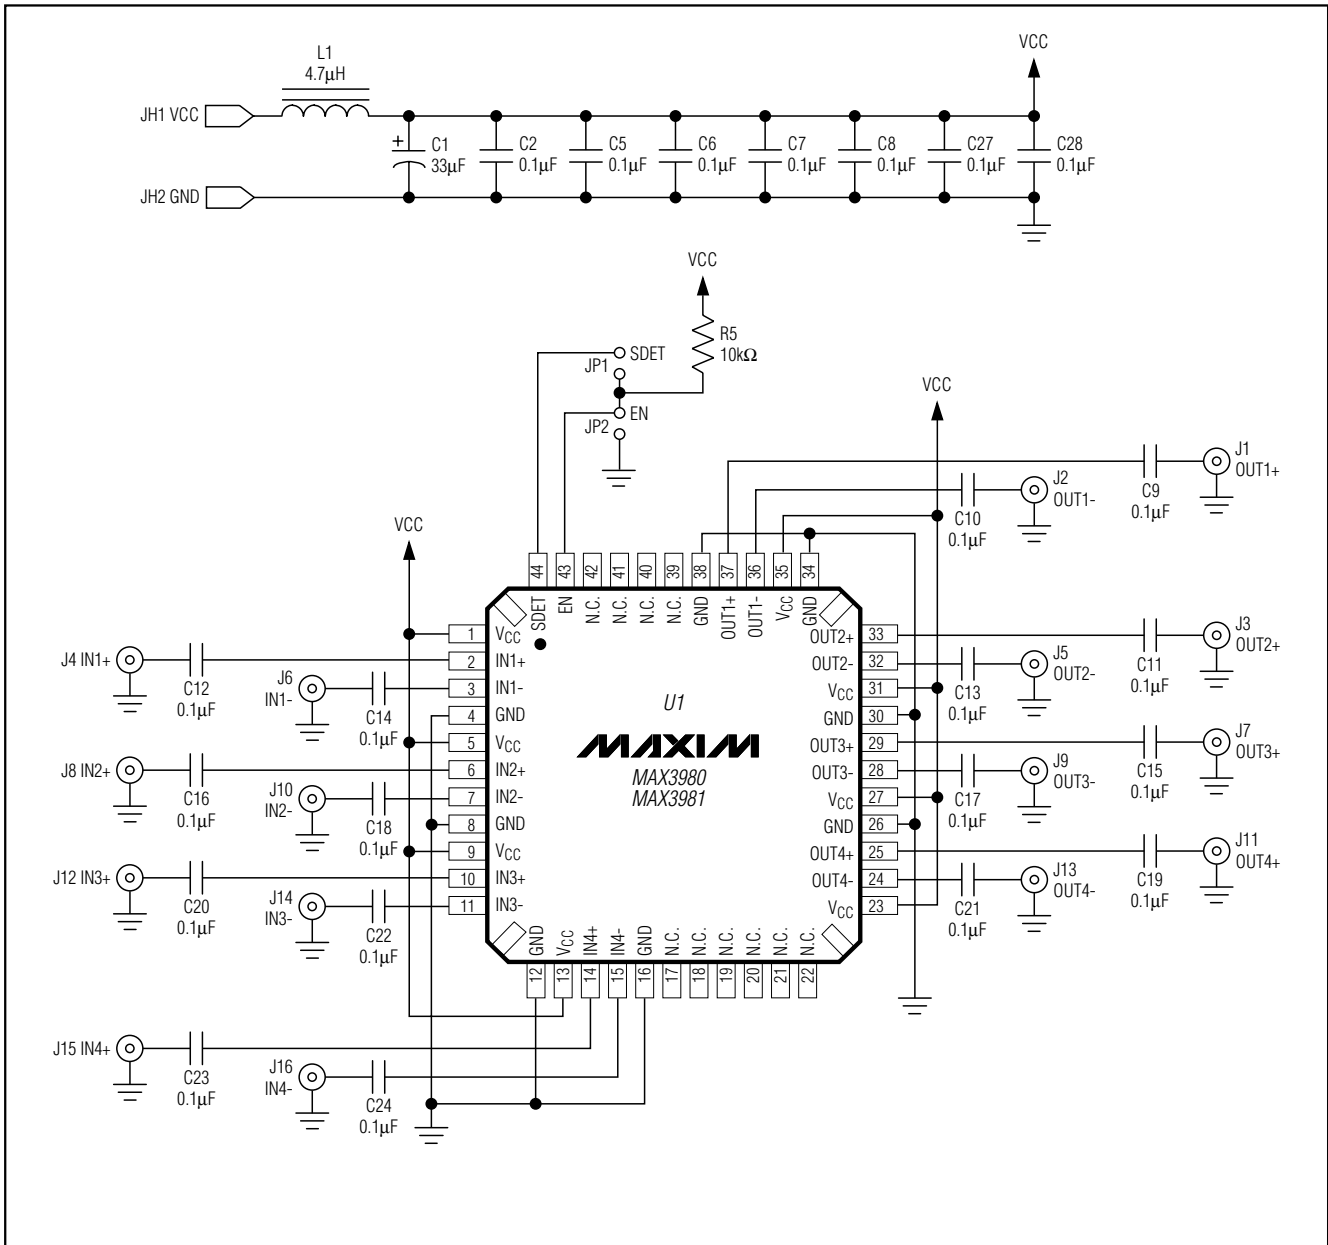 L1
4.7µH
JH1 VCC
JH2 GND
+
C1
33µF
C2
0.1µF
C5
0.1µF
C6
0.1µF
C7
0.1µF
C8
0.1µF
C27
0.1µF
C28
0.1µF
VCC
VCC
R5
10kΩ
SDET
JP1
EN
JP2
VCC
J1
OUT1+
C9
0.1µF
J2
OUT1-
C10
0.1µF
VCC
44 43 42 41 40 39 38 37 36 35 34
SDET EN N.C. N.C. N.C. N.C. GND OUT1+ OUT1- VCC GND
1 VCC
2 IN1+
3 IN1-
4 GND
5 VCC
6 IN2+
7 IN2-
8 GND
9 VCC
10 IN3+
11 IN3-
U1
MAXIM
MAX3980
MAX3981
OUT2+ 33
OUT2- 32
VCC 31
GND 30
OUT3+ 29
OUT3- 28
VCC 27
GND 26
OUT4+ 25
OUT4- 24
VCC 23
GND VCC IN4+ IN4- GND N.C. N.C. N.C. N.C. N.C. N.C.
12 13 14 15 16 17 18 19 20 21 22
J4 IN1+
C12
0.1µF
J6
IN1-
C14
0.1µF
J8 IN2+
C16
0.1µF
J10
IN2-
C18
0.1µF
J12 IN3+
C20
0.1µF
J14
IN3-
C22
0.1µF
J15 IN4+
C23
0.1µF
J16
IN4-
C24
0.1µF
J3
OUT2+
C11
0.1µF
J5
OUT2-
C13
0.1µF
J7
OUT3+
C15
0.1µF
J9
OUT3-
C17
0.1µF
J11
OUT4+
C19
0.1µF
J13
OUT4-
C21
0.1µF